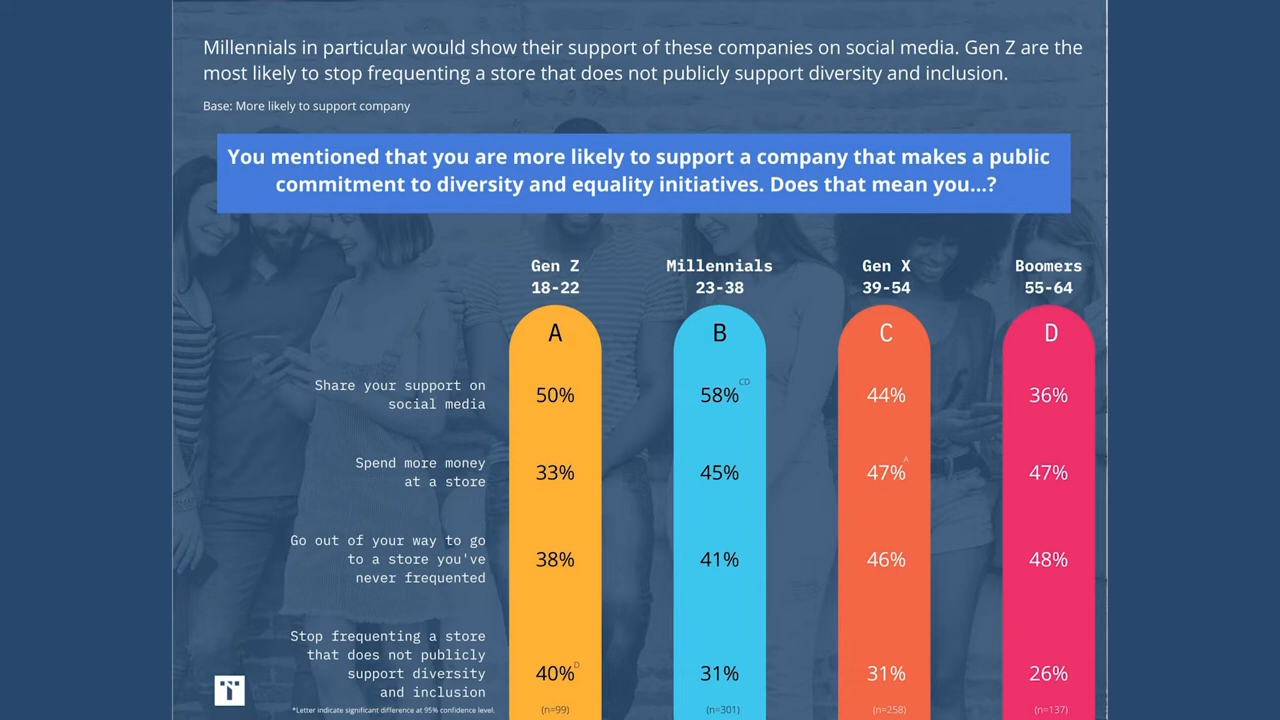 Millennials in particular would show their support of these companies on social media. Gen Z are the
most likely to stop frequenting a store that does not publicly support diversity and inclusion.
Base: More likely to support company
You mentioned that you are more likely to support a company that makes a public
commitment to diversity and equality initiatives. Does that mean you...?
Gen Z Millennials Gen X Boomers
18-22 23-38 39-54 55-64
A B C D
Share your support on
social media
50% 58% CD 44% 36%
Spend more money
at a store
33% 45% 47% A 47%
Go out of your way to go
to a store you've
never frequented
38% 41% 46% 48%
Stop frequenting a store
that does not publicly
support diversity
and inclusion
40% D 31% 31% 26%
T
*Letter indicate significant difference at 95% confidence level.
(n=99) (n=301) (n=258) (n=137)